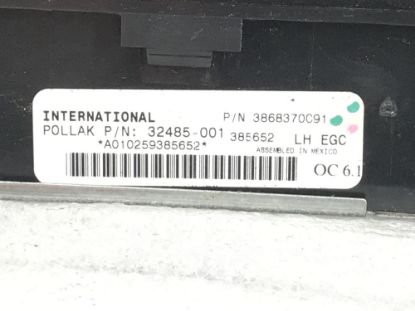 INTERNATIONAL P/N 3868370C91
POLLAK P/N: 32485-001 385652 LH EGC
*A010259385652* ASSEMBLED IN MEXICO
OC 6.1